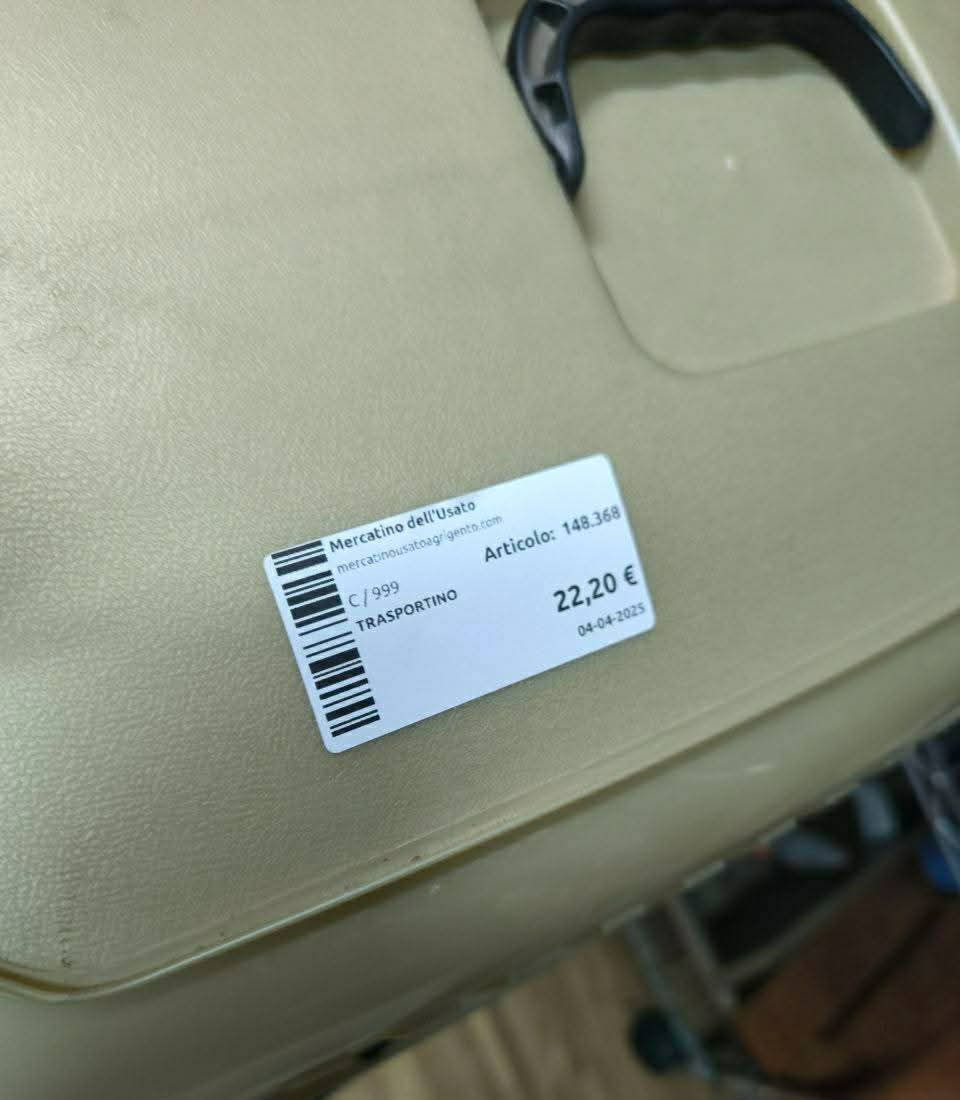 Mercatino dell'Usato
mercatinousatoagrigento.com
Articolo: 148.368
C / 999
TRASPORTINO
22,20 €
04-04-2025